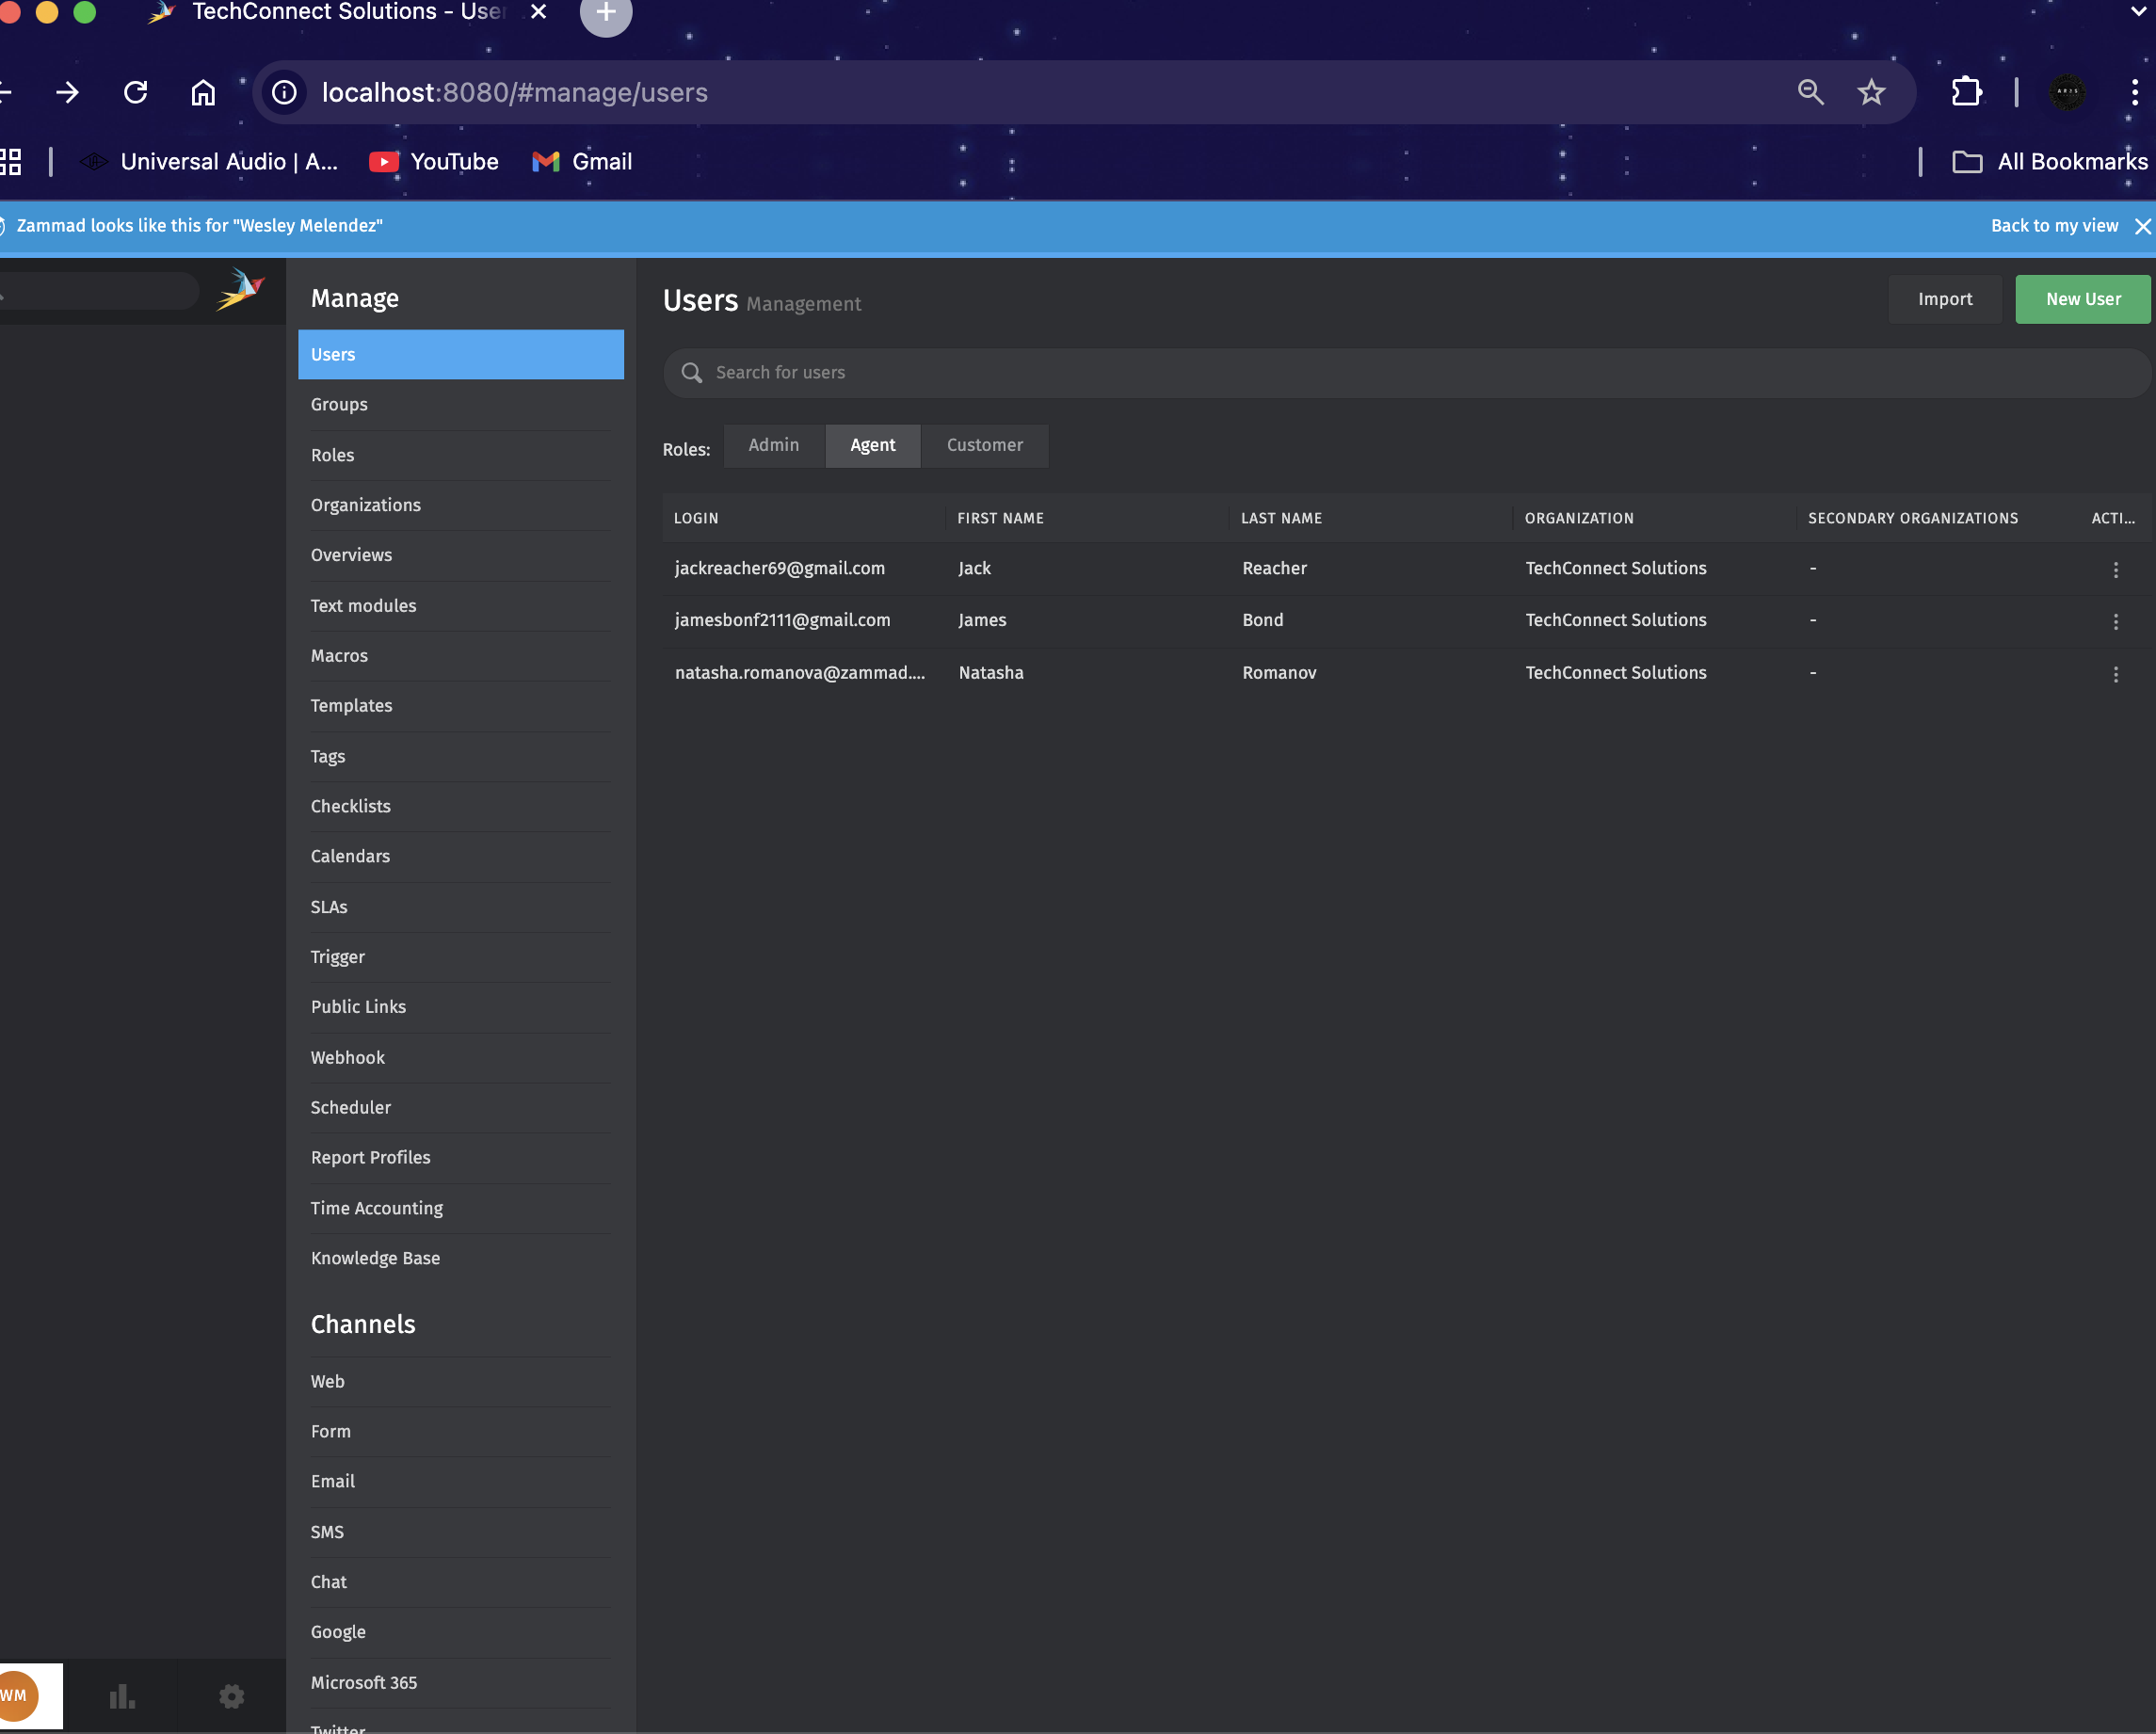 TechConnect Solutions - User
localhost:8080/#manage/users
Universal Audio | A...
YouTube
Gmail
All Bookmarks
Zammad looks like this for "Wesley Melendez"
Back to my view
Manage
Users
Groups
Roles
Organizations
Overviews
Text modules
Macros
Templates
Tags
Checklists
Calendars
SLAs
Trigger
Public Links
Webhook
Scheduler
Report Profiles
Time Accounting
Knowledge Base
Channels
Web
Form
Email
SMS
Chat
Google
Microsoft 365
Twitter
WM
Users Management
Import
New User
Search for users
Roles: Admin Agent Customer
LOGIN FIRST NAME LAST NAME ORGANIZATION SECONDARY ORGANIZATIONS ACTI...
jackreacher69@gmail.com Jack Reacher TechConnect Solutions -
jamesbonf2111@gmail.com James Bond TechConnect Solutions -
natasha.romanova@zammad.... Natasha Romanov TechConnect Solutions -